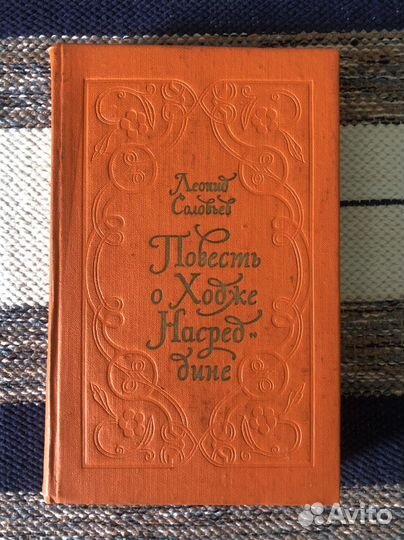 Леонид
Соловьев
Повесть
о Ходже
Насред-
дине
Avito